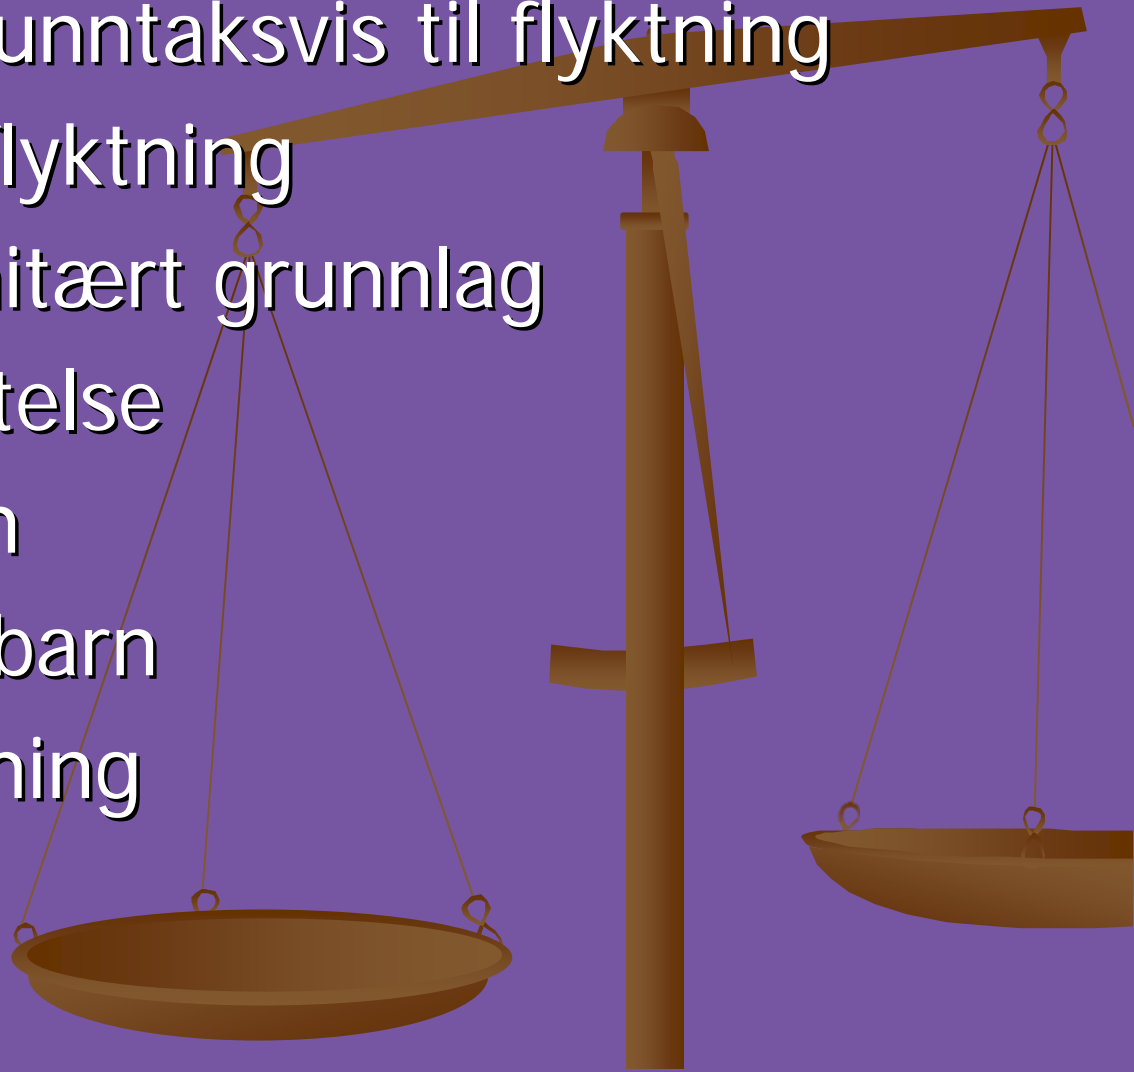 unntaksvis til flyktning
lyktning
itært grunnlag
telse
n
barn
ning